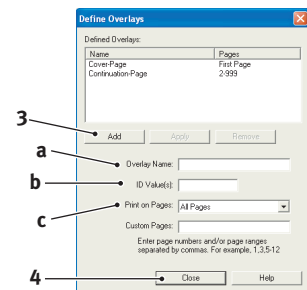 Define Overlays
Defined Overlays:
Name Pages
Cover-Page First Page
Continuation-Page 2-999
3
Add Apply Remove
a Overlay Name:
b ID Value(s):
c Print on Pages: All Pages
Custom Pages:
Enter page numbers and/or page ranges
separated by commas. For example, 1,3,5-12
4 Close Help